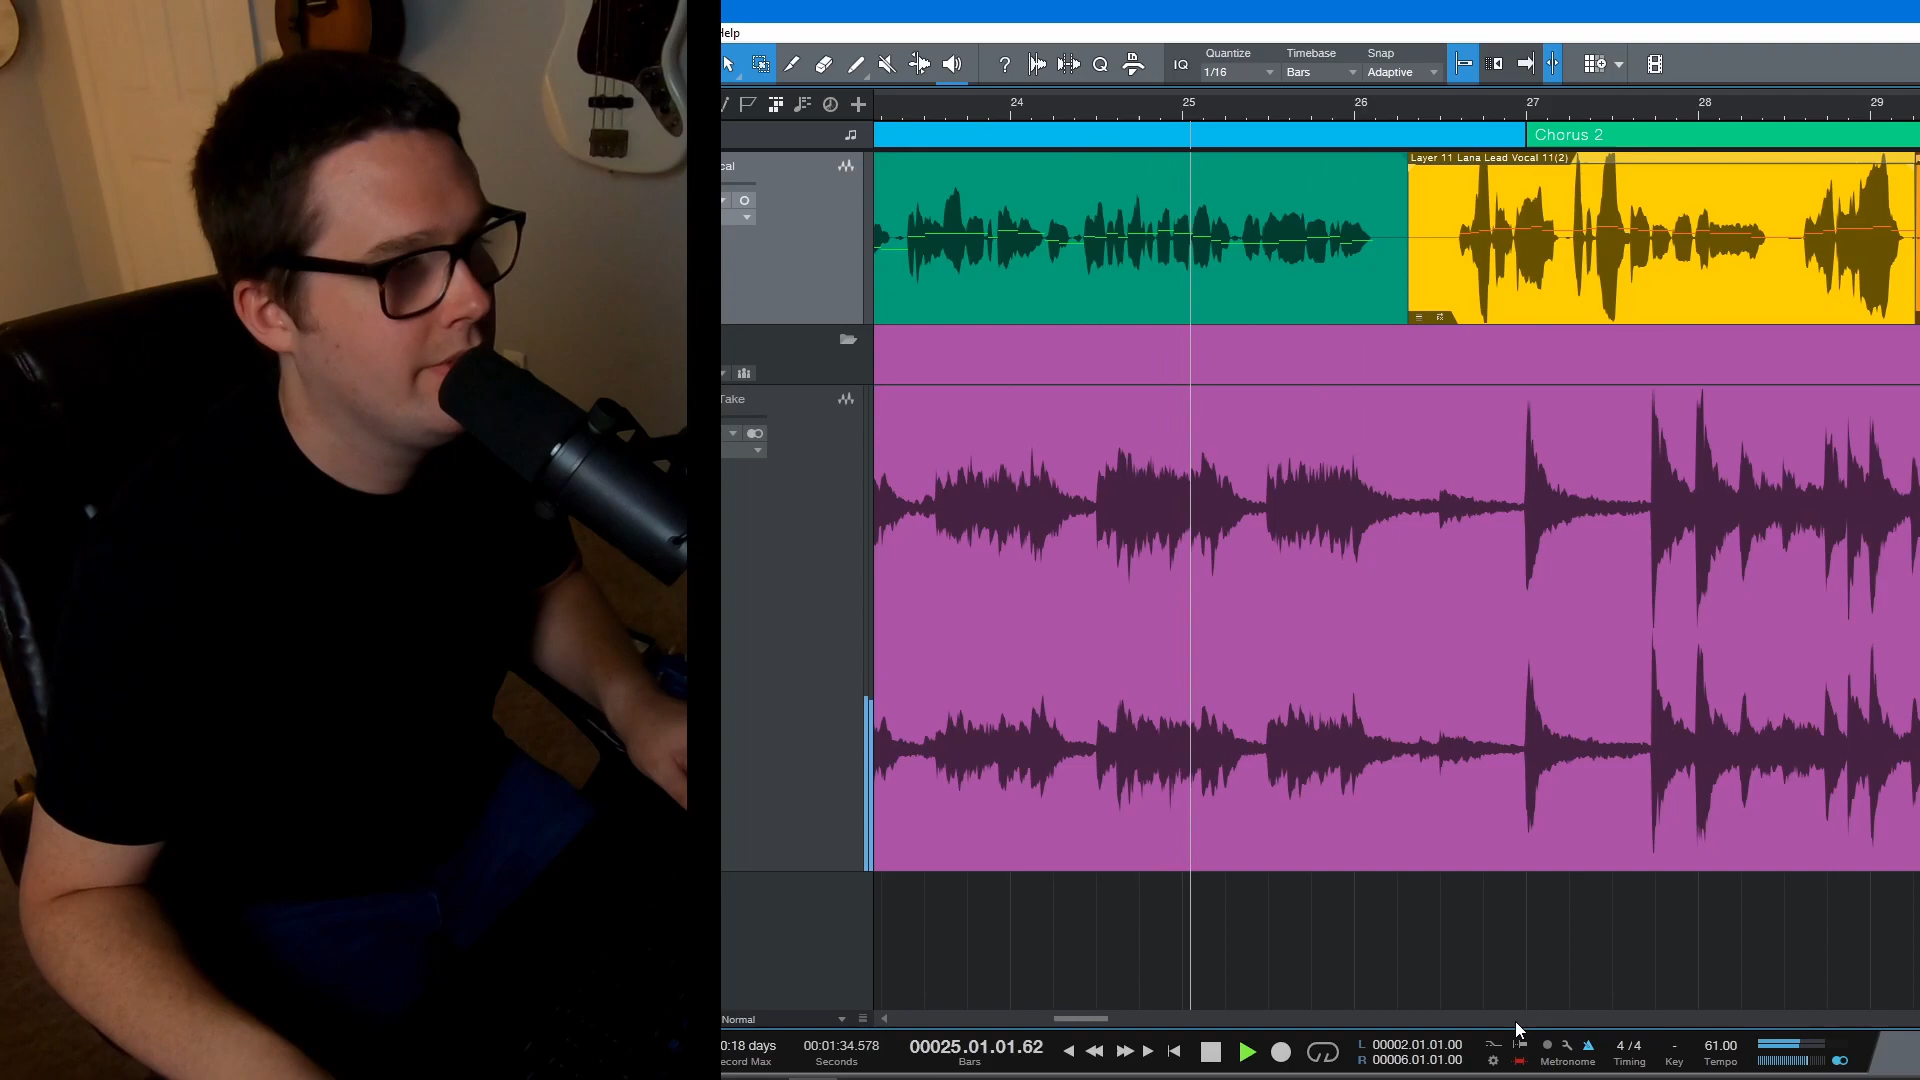 Help
IQ
Quantize
1/16
Timebase
Bars
Snap
Adaptive
24
25
26
27
28
29
Chorus 2
cal
Layer 11 Lana Lead Vocal 11(2)
Take
Normal
0:18 days
ecord Max
00:01:34.578
Seconds
00025.01.01.62
Bars
L 00002.01.01.00
R 00006.01.01.00
Metronome
4 / 4
Timing
-
Key
61.00
Tempo